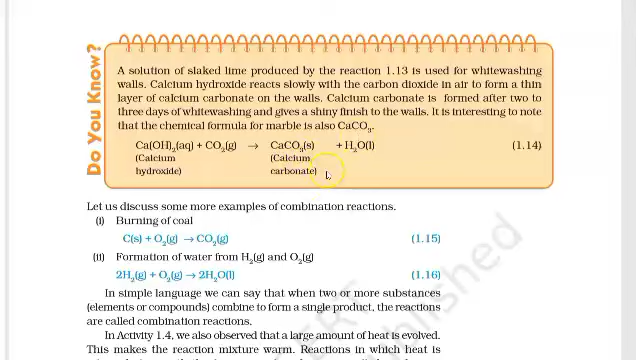 Do You Know?
A solution of slaked lime produced by the reaction 1.13 is used for whitewashing
walls. Calcium hydroxide reacts slowly with the carbon dioxide in air to form a thin
layer of calcium carbonate on the walls. Calcium carbonate is formed after two to
three days of whitewashing and gives a shiny finish to the walls. It is interesting to note
that the chemical formula for marble is also CaCO₃.
Ca(OH)₂(aq) + CO₂(g) → CaCO₃(s) + H₂O(l) (1.14)
(Calcium (Calcium
hydroxide) carbonate)
Let us discuss some more examples of combination reactions.
(i) Burning of coal
C(s) + O₂(g) → CO₂(g) (1.15)
(ii) Formation of water from H₂(g) and O₂(g)
2H₂(g) + O₂(g) → 2H₂O(l) (1.16)
In simple language we can say that when two or more substances
(elements or compounds) combine to form a single product, the reactions
are called combination reactions.
In Activity 1.4, we also observed that a large amount of heat is evolved.
This makes the reaction mixture warm. Reactions in which heat is